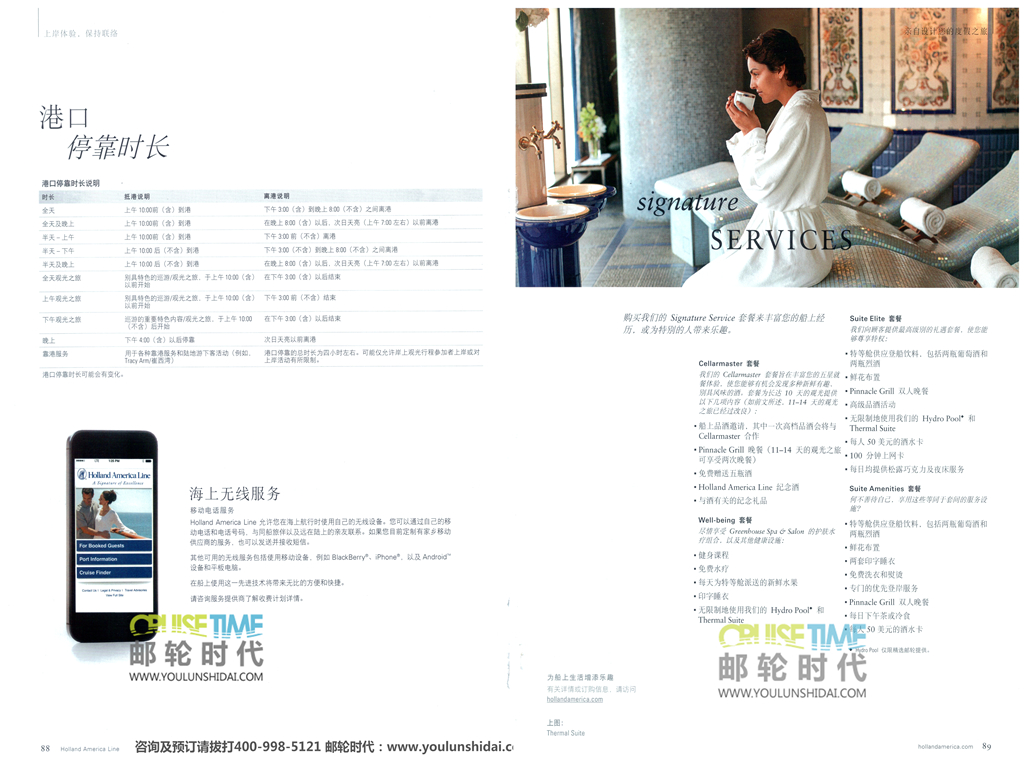 上岸体验，保持联络
港口
停靠时长
港口停靠时长说明
时长 抵港说明 离港说明
全天 上午 10:00前（含）到港 下午 3:00（含）到晚上 8:00（不含）之间离港
全天及晚上 上午 10:00前（含）到港 在晚上 8:00（含）以后，次日天亮（上午 7:00 左右）以前离港
半天 – 上午 上午 10:00前（含）到港 下午 3:00 前（不含）离港
半天 – 下午 上午 10:00 后（不含）到港 下午 3:00（不含）到晚上 8:00（不含）之间离港
半天及晚上 上午 10:00 后（不含）到港 在晚上 8:00（含）以后，次日天亮（上午 7:00 左右）以前离港
全天观光之旅 别具特色的巡游/观光之旅，于上午 10:00（含）以前开始 在下午 3:00（含）以后结束
上午观光之旅 别具特色的巡游/观光之旅，于上午 10:00（含）以前开始 下午 3:00 前（不含）结束
下午观光之旅 巡游的重要特色内容/观光之旅，于上午 10:00（不含）后开始 在下午 3:00（含）以后结束
晚上 下午 4:00（含）以后停靠 次日天亮以前离港
靠港服务 用于各种靠港服务和陆地游下客活动（例如，Tracy Arm/崔西湾） 港口停靠的总时长为四小时左右。可能仅允许岸上观光行程参加者上岸或对上岸活动有所限制。
港口停靠时长可能会有变化。
Holland America Line
A Signature of Excellence
For Booked Guests
Port Information
Cruise Finder
海上无线服务
移动电话服务
Holland America Line 允许您在海上航行时使用自己的无线设备。您可以通过自己的移
动电话和电话号码，与同船旅伴以及远在陆上的亲友联系。如果您目前定制有家乡移动
供应商的服务，也可以发送并接收短信。
其他可用的无线服务包括使用移动设备，例如 BlackBerry®、iPhone®，以及 Android™
设备和平板电脑。
在船上使用这一先进技术将带来无比的方便和快捷。
请咨询服务提供商了解收费计划详情。
CRUISE TIME
邮轮时代
WWW.YOULUNSHIDAI.COM
88 Holland America Line
咨询及预订请拨打400-998-5121 邮轮时代：www.youlunshidai.c
signature
SERVICES
购买我们的 Signature Service 套餐来丰富您的船上经
历，或为特别的人带来乐趣。
Cellarmaster 套餐
我们的 Cellarmaster 套餐旨在丰富您的五星就
餐体验，使您能够有机会发现多种新鲜有趣、
别具风味的酒。套餐为长达 10 天的观光提供
以下几项内容（如前文所述，11–14 天的观光
之旅已经过改良）：
• 船上品酒邀请，其中一次高档品酒会将与
Cellarmaster 合作
• Pinnacle Grill 晚餐（11–14 天的观光之旅
可享受两次晚餐）
• 免费赠送五瓶酒
• Holland America Line 纪念酒
• 与酒有关的纪念礼品
Well-being 套餐
尽情享受 Greenhouse Spa & Salon 的护肤水
疗组合，以及其他健康设施：
• 健身课程
• 免费水疗
• 每天为特等舱派送的新鲜水果
• 印字睡衣
• 无限制地使用我们的 Hydro Pool* 和
Thermal Suite
Suite Elite 套餐
我们向顾客提供最高级别的礼遇套餐，使您能
够尊享特权：
• 特等舱供应登船饮料，包括两瓶葡萄酒和
两瓶烈酒
• 鲜花布置
• Pinnacle Grill 双人晚餐
• 高级品酒活动
• 无限制地使用我们的 Hydro Pool* 和
Thermal Suite
• 每人 50 美元的酒水卡
• 100 分钟上网卡
• 每日均提供松露巧克力及夜床服务
Suite Amenities 套餐
何不善待自己，享用这些等同于套间的服务设
施？
• 特等舱供应登船饮料，包括两瓶葡萄酒和
两瓶烈酒
• 鲜花布置
• 两套印字睡衣
• 免费洗衣和熨烫
• 专门的优先登岸服务
• Pinnacle Grill 双人晚餐
• 每日下午茶或冷食
人 50 美元的酒水卡
* Hydro Pool 仅限精选邮轮提供。
CRUISE TIME
邮轮时代
WWW.YOULUNSHIDAI.COM
为船上生活增添乐趣
有关详情或订购信息，请访问
hollandamerica.com
上图：
Thermal Suite
hollandamerica.com 89